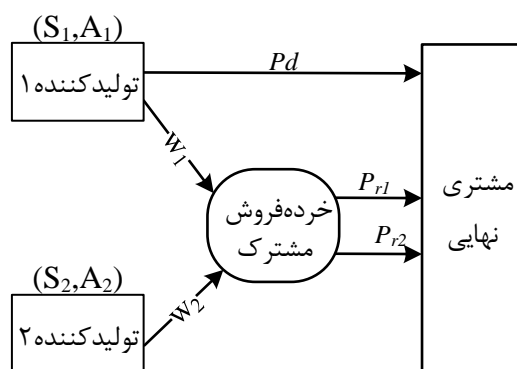 (S₁,A₁)
تولیدکننده۱
Pd
w₁
خرده‌فروش
مشترک
Pr1
Pr2
مشتری
نهایی
w₂
(S₂,A₂)
تولیدکننده۲